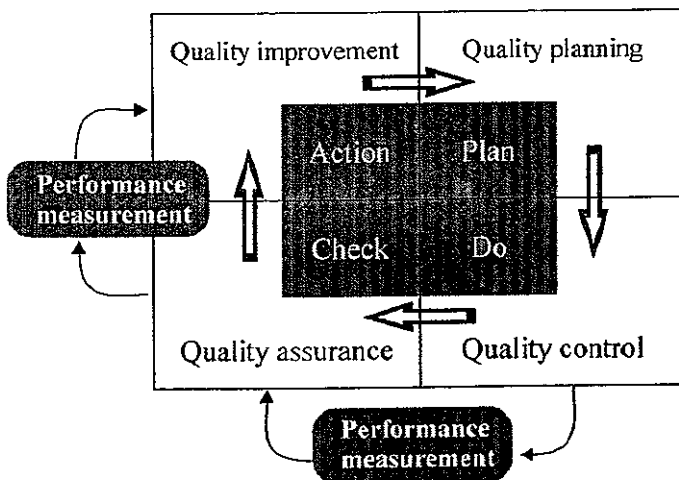 Quality improvement
Quality planning
Action
Plan
Performance
measurement
Check
Do
Quality assurance
Quality control
Performance
measurement